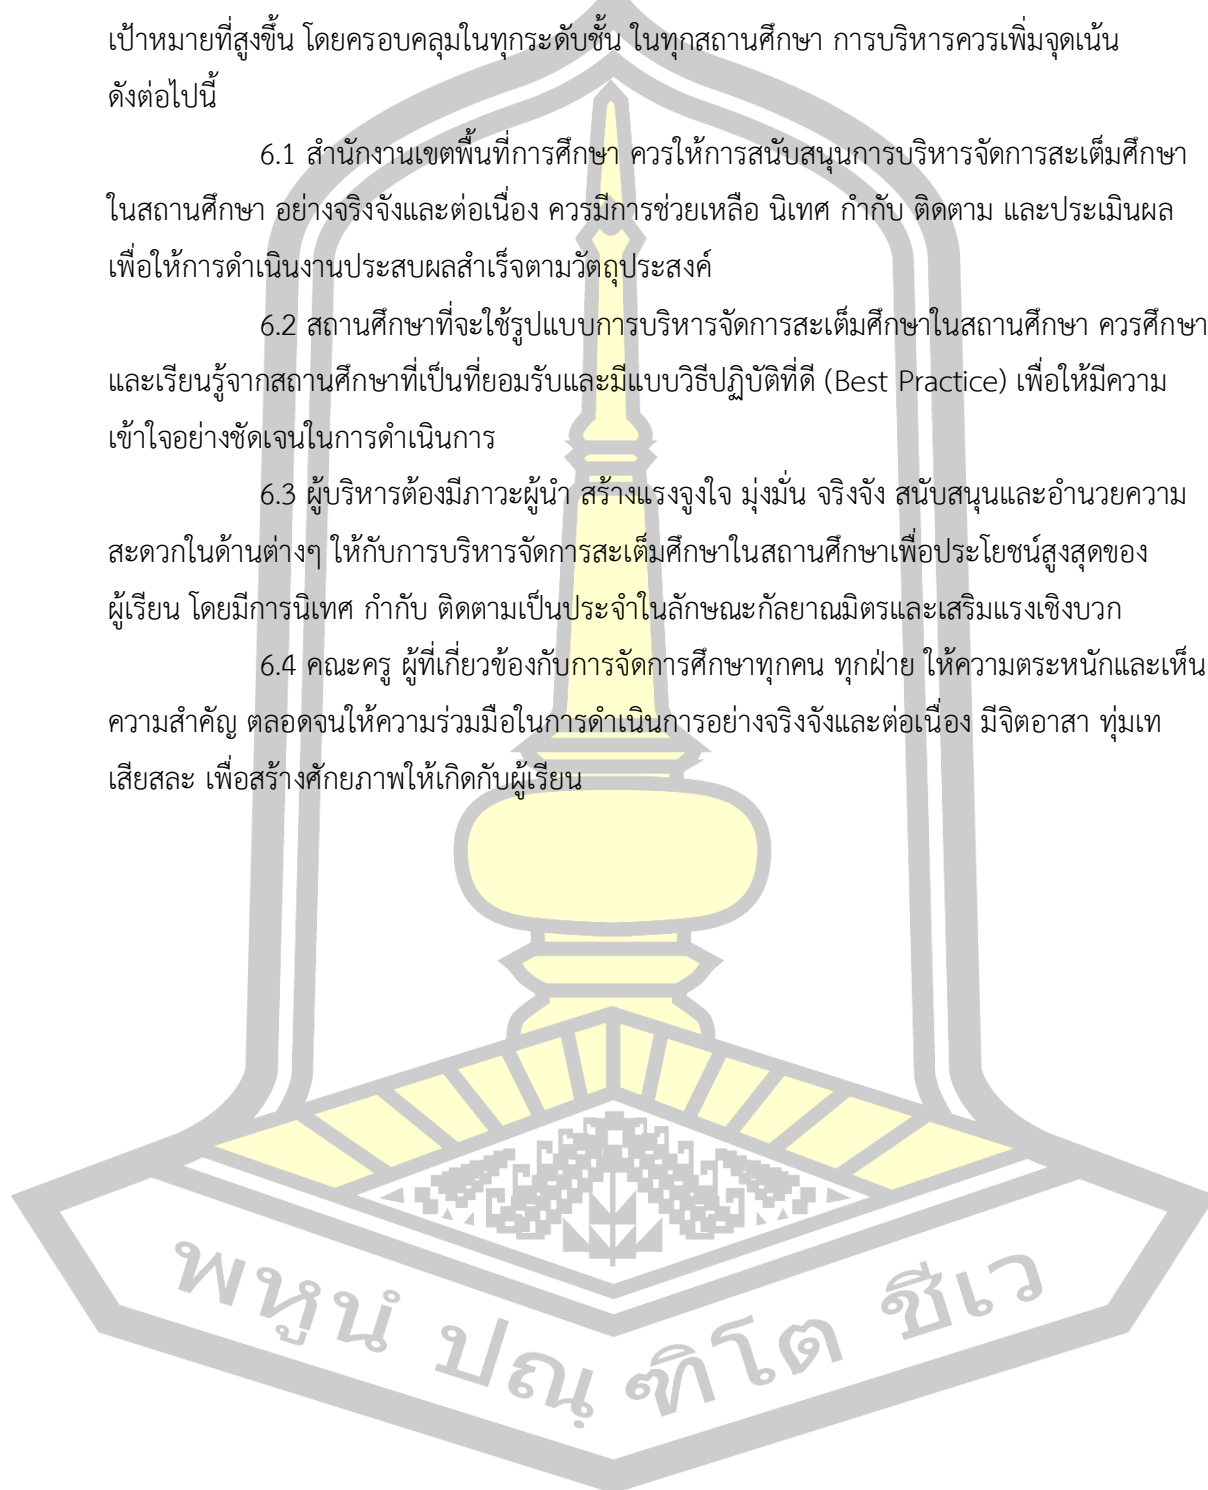 เป้าหมายที่สูงขึ้น โดยครอบคลุมในทุกระดับชั้น ในทุกสถานศึกษา การบริหารควรเพิ่มจุดเน้น
ดังต่อไปนี้
6.1 สำนักงานเขตพื้นที่การศึกษา ควรให้การสนับสนุนการบริหารจัดการสะเต็มศึกษา
ในสถานศึกษา อย่างจริงจังและต่อเนื่อง ควรมีการช่วยเหลือ นิเทศ กำกับ ติดตาม และประเมินผล
เพื่อให้การดำเนินงานประสบผลสำเร็จตามวัตถุประสงค์
6.2 สถานศึกษาที่จะใช้รูปแบบการบริหารจัดการสะเต็มศึกษาในสถานศึกษา ควรศึกษา
และเรียนรู้จากสถานศึกษาที่เป็นที่ยอมรับและมีแบบวิธีปฏิบัติที่ดี (Best Practice) เพื่อให้มีความ
เข้าใจอย่างชัดเจนในการดำเนินการ
6.3 ผู้บริหารต้องมีภาวะผู้นำ สร้างแรงจูงใจ มุ่งมั่น จริงจัง สนับสนุนและอำนวยความ
สะดวกในด้านต่างๆ ให้กับการบริหารจัดการสะเต็มศึกษาในสถานศึกษาเพื่อประโยชน์สูงสุดของ
ผู้เรียน โดยมีการนิเทศ กำกับ ติดตามเป็นประจำในลักษณะกัลยาณมิตรและเสริมแรงเชิงบวก
6.4 คณะครู ผู้ที่เกี่ยวข้องกับการจัดการศึกษาทุกคน ทุกฝ่าย ให้ความตระหนักและเห็น
ความสำคัญ ตลอดจนให้ความร่วมมือในการดำเนินการอย่างจริงจังและต่อเนื่อง มีจิตอาสา ทุ่มเท
เสียสละ เพื่อสร้างศักยภาพให้เกิดกับผู้เรียน
พหูนํ ปณฺฑิโต ชีเว